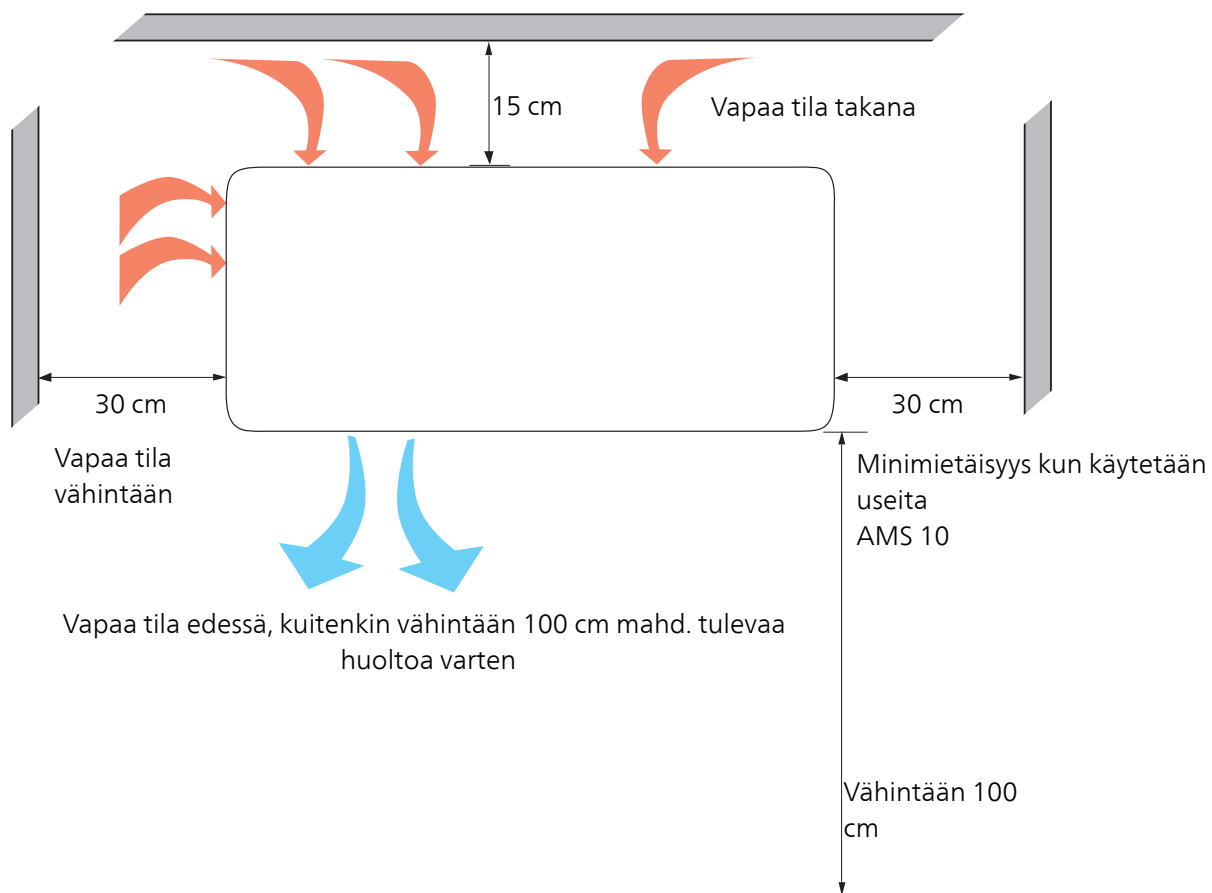 15 cm
Vapaa tila takana
30 cm
30 cm
Vapaa tila
vähintään
Minimietäisyys kun käytetään
useita
AMS 10
Vapaa tila edessä, kuitenkin vähintään 100 cm mahd. tulevaa
huoltoa varten
Vähintään 100
cm